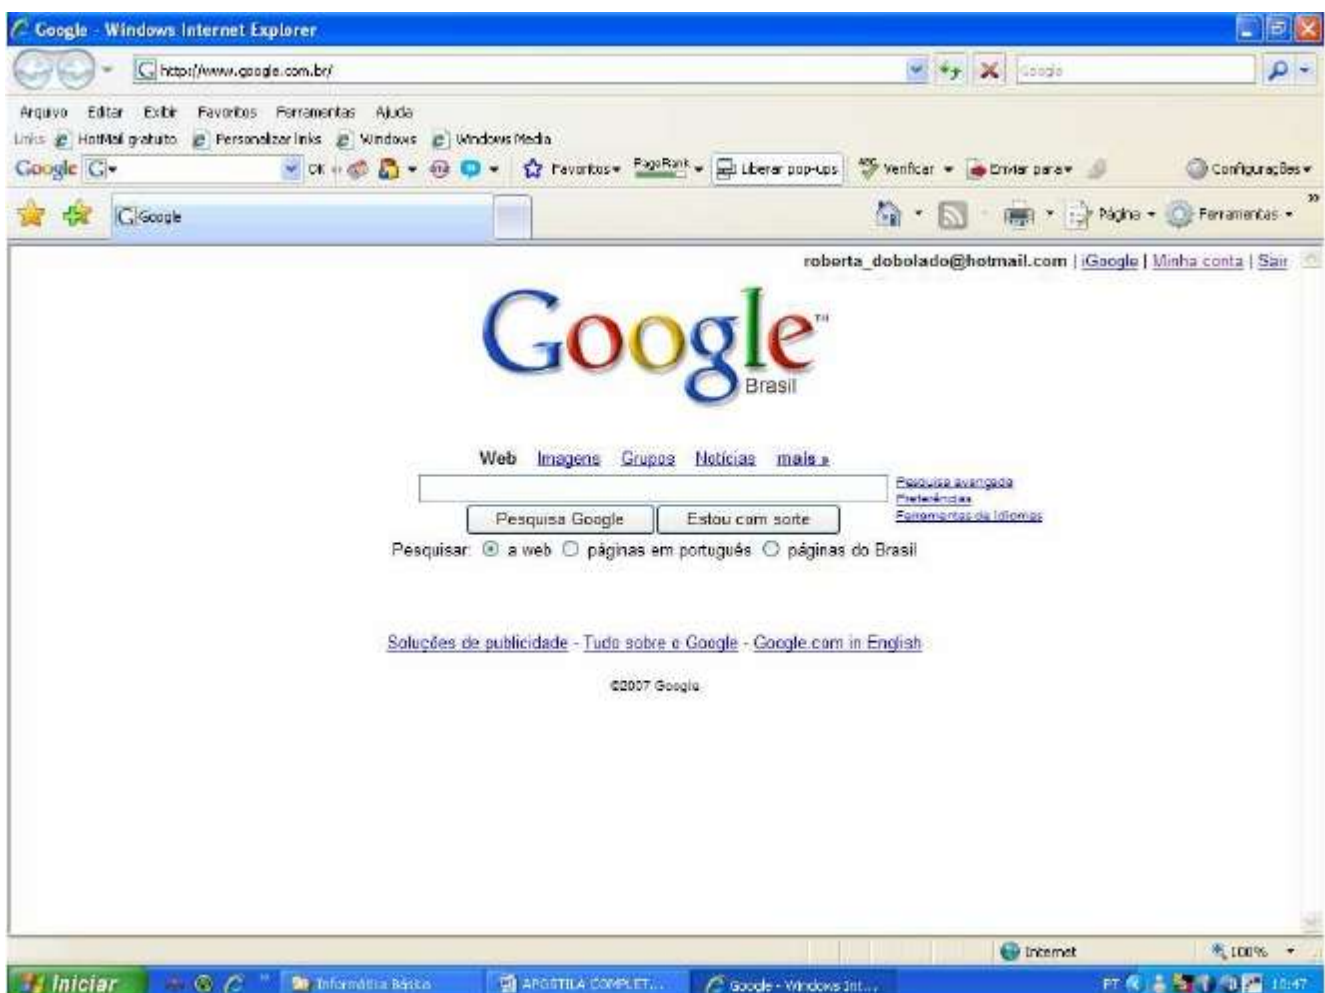 Google - Windows Internet Explorer
http://www.google.com.br/ Google
Arquivo Editar Exibir Favoritos Ferramentas Ajuda
Links HotMail gratuito Personalizar links Windows Windows Media
Google G OK Favoritos PageRank Liberar pop-ups Verificar Enviar para Configurações
Google Página Ferramentas »
roberta_dobolado@hotmail.com | iGoogle | Minha conta | Sair
Google™
Brasil
Web Imagens Grupos Notícias mais »
Pesquisa avançada
Preferências
Ferramentas de idiomas
Pesquisa Google Estou com sorte
Pesquisar: a web páginas em português páginas do Brasil
Soluções de publicidade - Tudo sobre o Google - Google.com in English
©2007 Google
Internet 100%
Iniciar » Informática Básica APOSTILA COMPLET... Google - Windows Int... PT 10:47